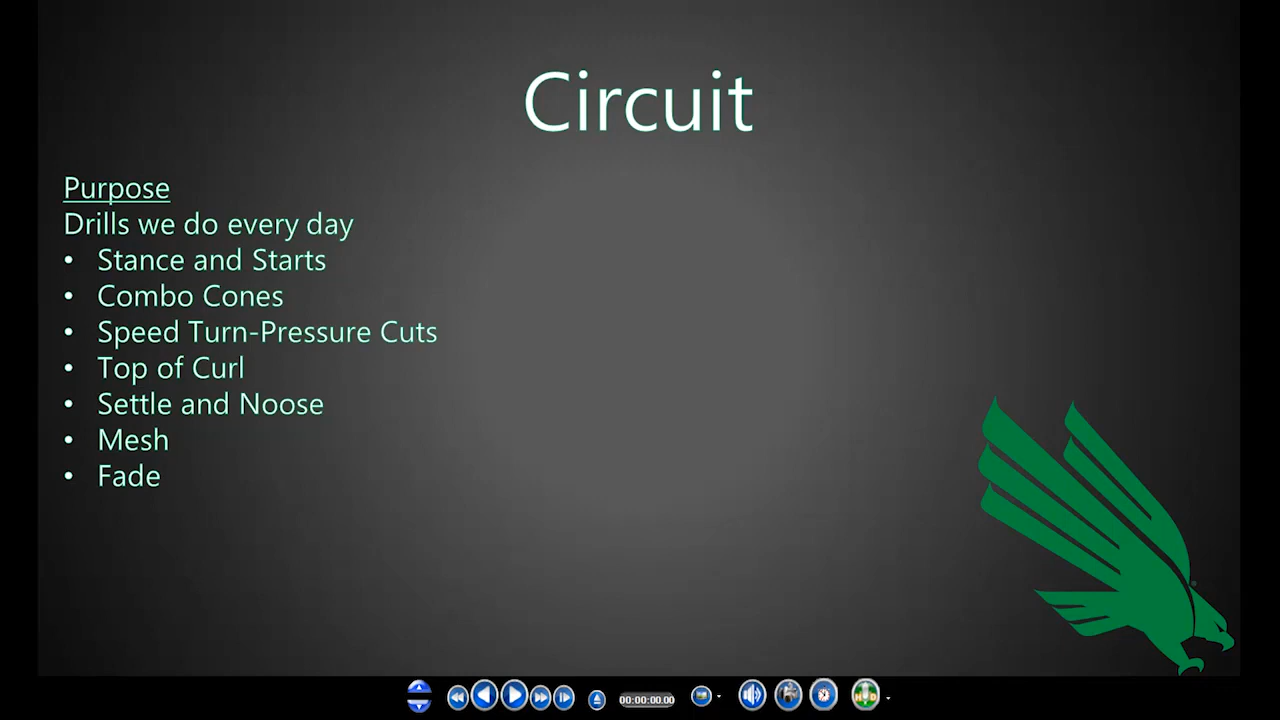 Circuit
Purpose
Drills we do every day
• Stance and Starts
• Combo Cones
• Speed Turn-Pressure Cuts
• Top of Curl
• Settle and Noose
• Mesh
• Fade
00:00:00.00